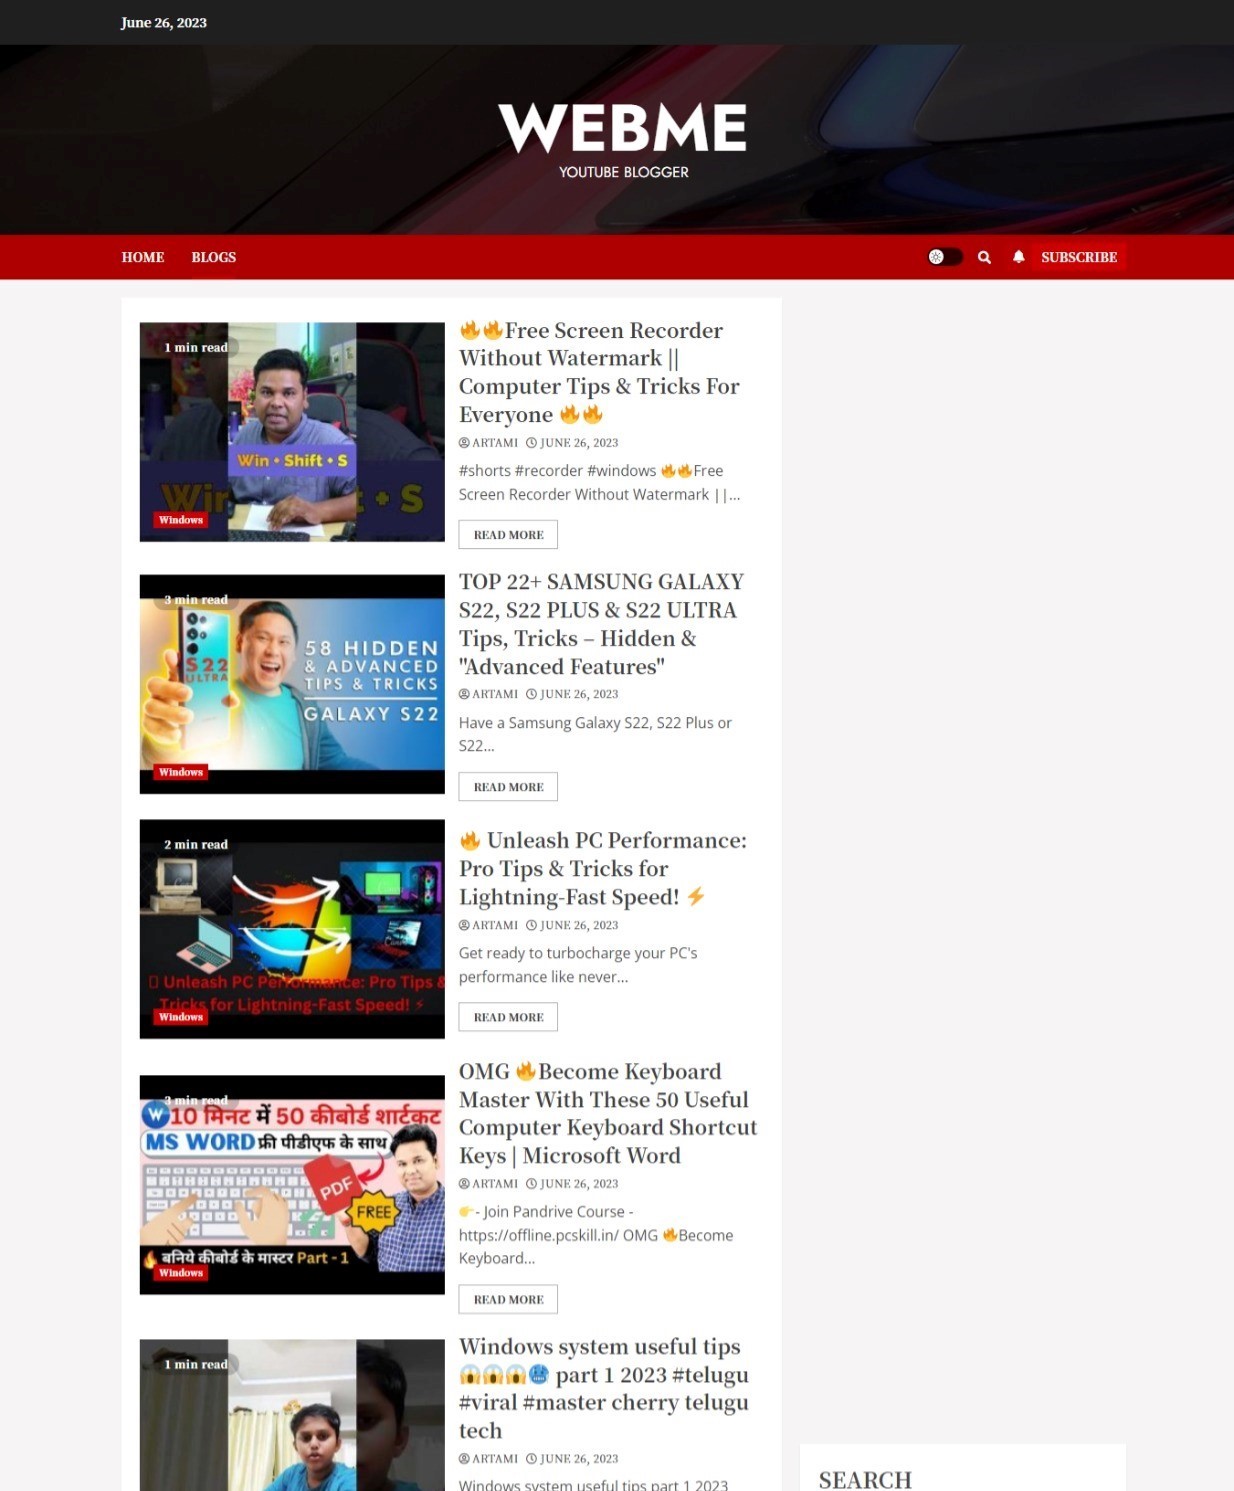 June 26, 2023
WEBME
YOUTUBE BLOGGER
HOME BLOGS SUBSCRIBE
1 min read
Win + Shift + S
Windows
🔥🔥Free Screen Recorder
Without Watermark ||
Computer Tips & Tricks For
Everyone 🔥🔥
ARTAMI JUNE 26, 2023
#shorts #recorder #windows 🔥🔥Free
Screen Recorder Without Watermark ||...
READ MORE
3 min read
S22
ULTRA
58 HIDDEN
& ADVANCED
TIPS & TRICKS
GALAXY S22
Windows
TOP 22+ SAMSUNG GALAXY
S22, S22 PLUS & S22 ULTRA
Tips, Tricks – Hidden &
"Advanced Features"
ARTAMI JUNE 26, 2023
Have a Samsung Galaxy S22, S22 Plus or
S22...
READ MORE
2 min read
Unleash PC Performance: Pro Tips &
Tricks for Lightning-Fast Speed! ⚡
Windows
🔥 Unleash PC Performance:
Pro Tips & Tricks for
Lightning-Fast Speed! ⚡
ARTAMI JUNE 26, 2023
Get ready to turbocharge your PC's
performance like never...
READ MORE
3 min read
W 10 मिनट में 50 कीबोर्ड शार्टकट
MS WORD फ्री पीडीएफ के साथ
PDF
FREE
🔥 बनिये कीबोर्ड के मास्टर Part - 1
Windows
OMG 🔥Become Keyboard
Master With These 50 Useful
Computer Keyboard Shortcut
Keys | Microsoft Word
ARTAMI JUNE 26, 2023
👉- Join Pandrive Course -
https://offline.pcskill.in/ OMG 🔥Become
Keyboard...
READ MORE
1 min read
Windows system useful tips
😱😱😱🥶 part 1 2023 #telugu
#viral #master cherry telugu
tech
ARTAMI JUNE 26, 2023
Windows system useful tips part 1 2023
SEARCH